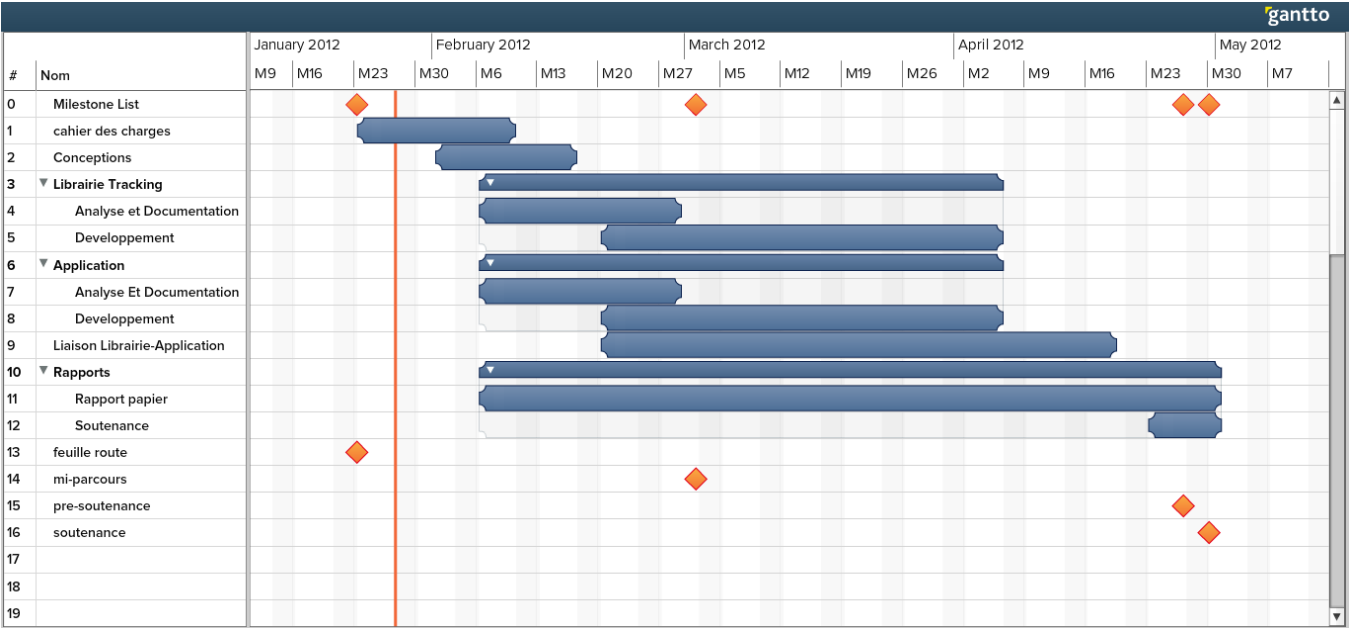 gantto
January 2012 February 2012 March 2012 April 2012 May 2012
# Nom M9 M16 M23 M30 M6 M13 M20 M27 M5 M12 M19 M26 M2 M9 M16 M23 M30 M7
0 Milestone List
1 cahier des charges
2 Conceptions
3 Librairie Tracking
4 Analyse et Documentation
5 Developpement
6 Application
7 Analyse Et Documentation
8 Developpement
9 Liaison Librairie-Application
10 Rapports
11 Rapport papier
12 Soutenance
13 feuille route
14 mi-parcours
15 pre-soutenance
16 soutenance
17
18
19